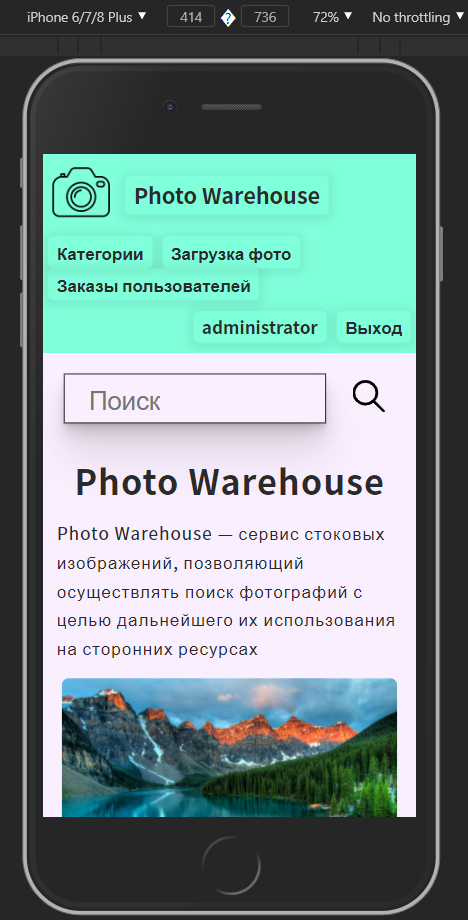 iPhone 6/7/8 Plus 414 736 72% No throttling
Photo Warehouse
Категории Загрузка фото
Заказы пользователей
administrator Выход
Поиск
Photo Warehouse
Photo Warehouse — сервис стоковых
изображений, позволяющий
осуществлять поиск фотографий с
целью дальнейшего их использования
на сторонних ресурсах